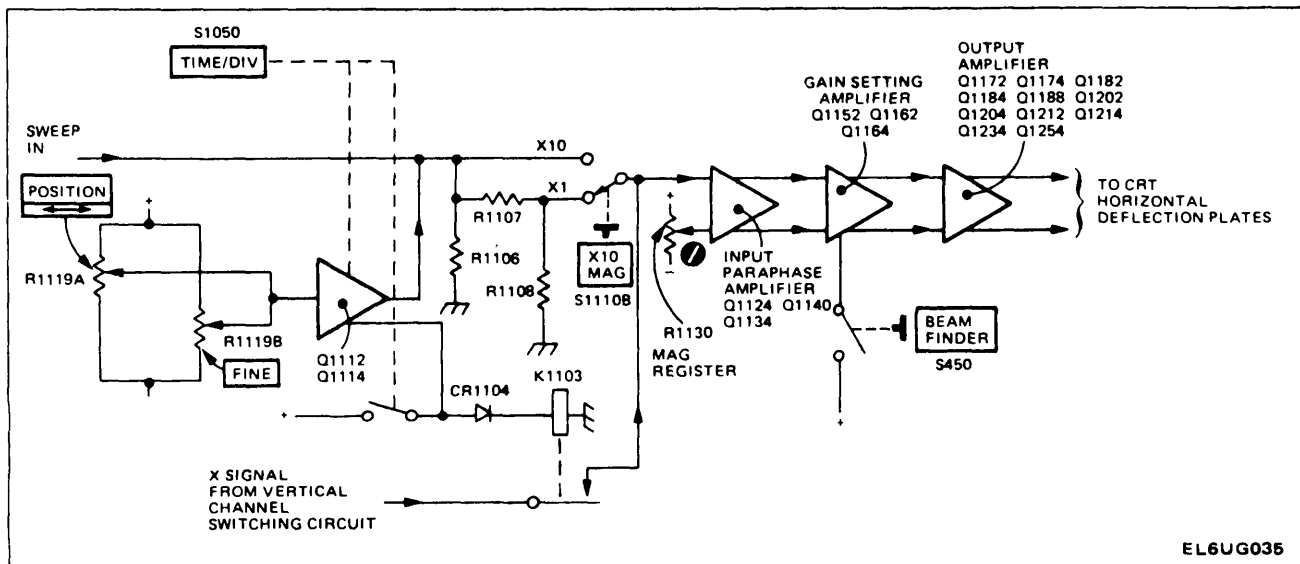 S1050
TIME/DIV
SWEEP
IN
POSITION
+
R1119A
R1119B
FINE
−
Q1112
Q1114
+
CR1104
K1103
X SIGNAL
FROM VERTICAL
CHANNEL
SWITCHING CIRCUIT
X10
X1
R1107
R1106
R1108
X10
MAG
S1110B
+
−
R1130
MAG
REGISTER
INPUT
PARAPHASE
AMPLIFIER
Q1124 Q1140
Q1134
GAIN SETTING
AMPLIFIER
Q1152 Q1162
Q1164
OUTPUT
AMPLIFIER
Q1172 Q1174 Q1182
Q1184 Q1188 Q1202
Q1204 Q1212 Q1214
Q1234 Q1254
TO CRT
HORIZONTAL
DEFLECTION PLATES
BEAM
FINDER
S450
+
EL6UG035